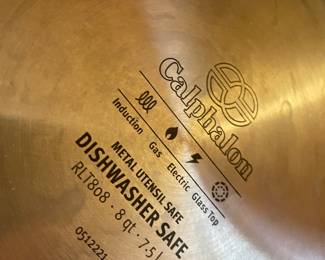 Calphalon
Induction Gas Electric Glass Top
METAL UTENSIL SAFE
DISHWASHER SAFE
RLT808 · 8 qt · 7.5 l
0512221